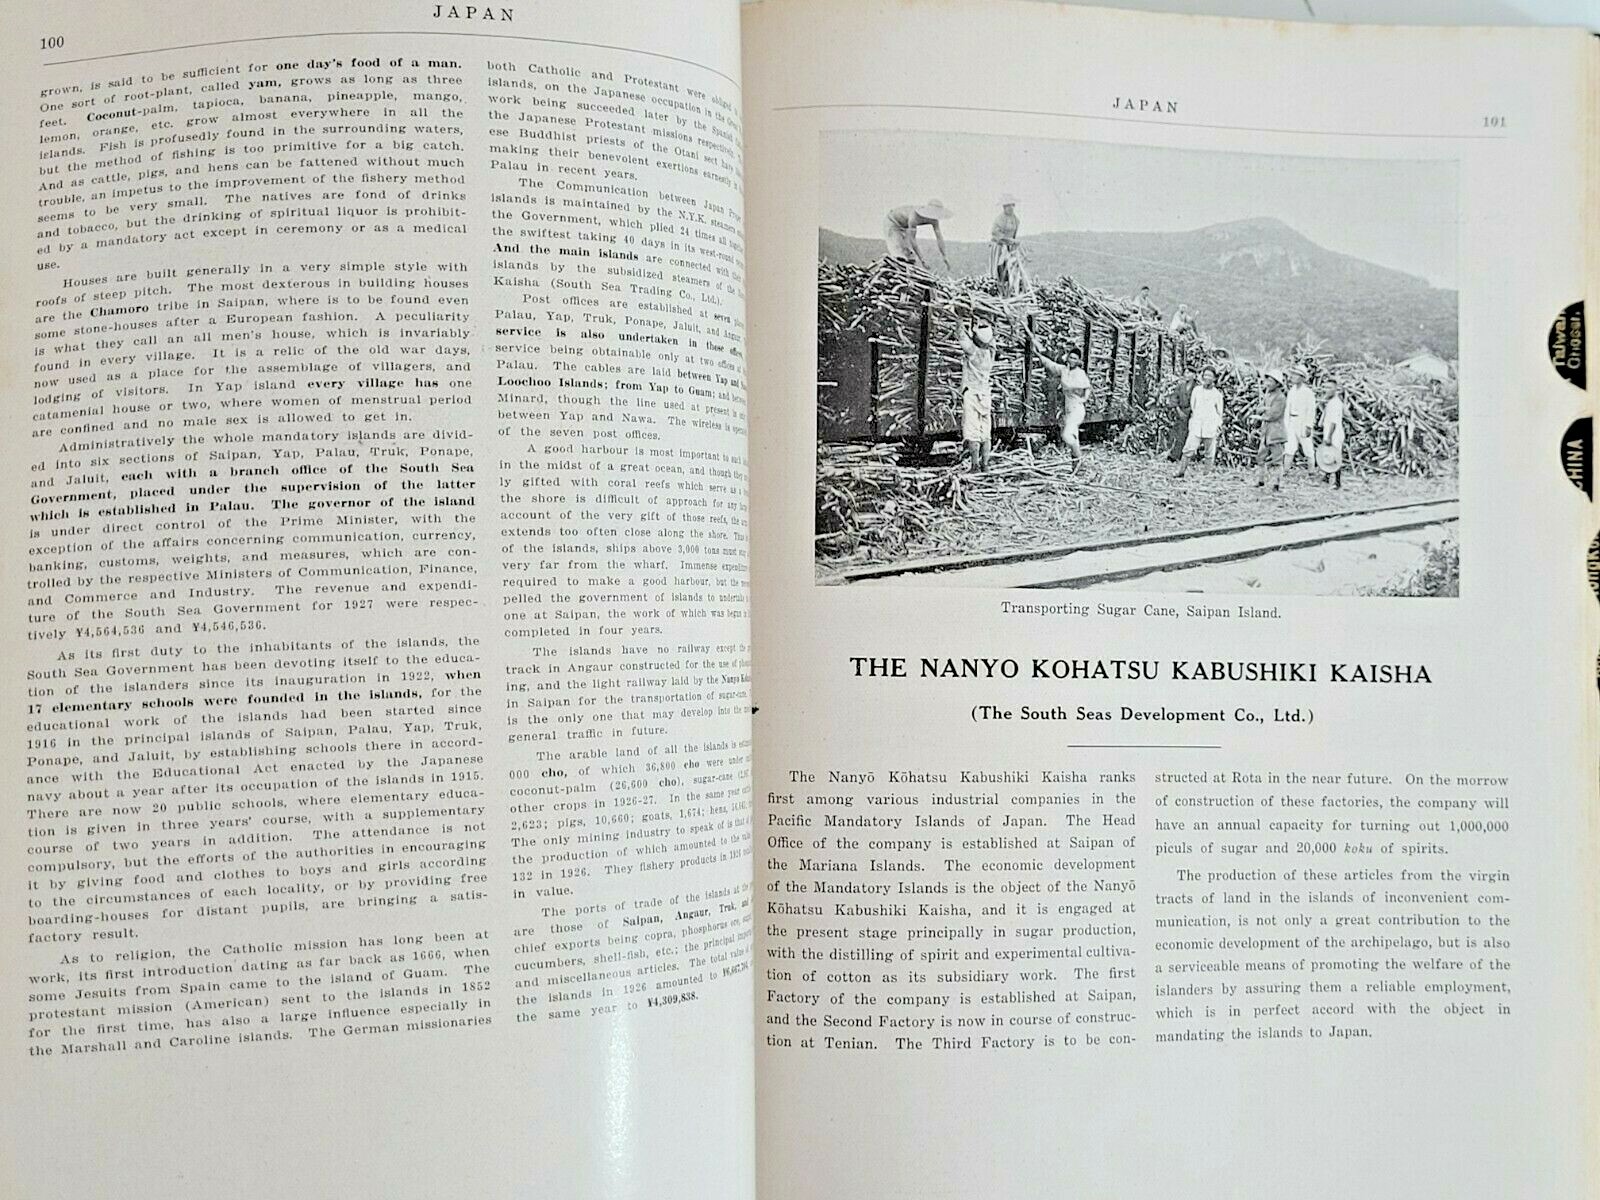 JAPAN
100
grown, is said to be sufficient for one day's food of a man.
One sort of root-plant, called yam, grows as long as three
feet. Coconut-palm, tapioca, banana, pineapple, mango,
lemon, orange, etc. grow almost everywhere in all the
islands. Fish is profusedly found in the surrounding waters,
but the method of fishing is too primitive for a big catch.
And as cattle, pigs, and hens can be fattened without much
trouble, an impetus to the improvement of the fishery method
seems to be very small. The natives are fond of drinks
and tobacco, but the drinking of spiritual liquor is prohibit-
ed by a mandatory act except in ceremony or as a medical
use.
Houses are built generally in a very simple style with
roofs of steep pitch. The most dexterous in building houses
are the Chamoro tribe in Saipan, where is to be found even
some stone-houses after a European fashion. A peculiarity
is what they call an all men's house, which is invariably
found in every village. It is a relic of the old war days,
now used as a place for the assemblage of villagers, and
lodging of visitors. In Yap island every village has one
catamenial house or two, where women of menstrual period
are confined and no male sex is allowed to get in.
Administratively the whole mandatory islands are divid-
ed into six sections of Saipan, Yap, Palau, Truk, Ponape,
and Jaluit, each with a branch office of the South Sea
Government, placed under the supervision of the latter
which is established in Palau. The governor of the island
is under direct control of the Prime Minister, with the
exception of the affairs concerning communication, currency,
banking, customs, weights, and measures, which are con-
trolled by the respective Ministers of Communication, Finance,
and Commerce and Industry. The revenue and expendi-
ture of the South Sea Government for 1927 were respec-
tively ¥4,564,536 and ¥4,546,536.
As its first duty to the inhabitants of the islands, the
South Sea Government has been devoting itself to the educa-
tion of the islanders since its inauguration in 1922, when
17 elementary schools were founded in the islands, for the
educational work of the islands had been started since
1916 in the principal islands of Saipan, Palau, Yap, Truk,
Ponape, and Jaluit, by establishing schools there in accord-
ance with the Educational Act enacted by the Japanese
navy about a year after its occupation of the islands in 1915.
There are now 20 public schools, where elementary educa-
tion is given in three years' course, with a supplementary
course of two years in addition. The attendance is not
compulsory, but the efforts of the authorities in encouraging
it by giving food and clothes to boys and girls according
to the circumstances of each locality, or by providing free
boarding-houses for distant pupils, are bringing a satis-
factory result.
As to religion, the Catholic mission has long been at
work, its first introduction dating as far back as 1666, when
some Jesuits from Spain came to the island of Guam. The
protestant mission (American) sent to the islands in 1852
for the first time, has also a large influence especially in
the Marshall and Caroline islands. The German missionaries
both Catholic and Protestant were obliged
islands, on the Japanese occupation in the Great
work being succeeded later by the Spanish
the Japanese Protestant missions respectively.
ese Buddhist priests of the Otani sect have
making their benevolent exertions earnestly in
Palau in recent years.
The Communication between Japan
islands is maintained by the N.Y.K. steamers
the Government, which plied 24 times all together
the swiftest taking 40 days in its west-round
And the main islands are connected with
islands by the subsidized steamers of the
Kaisha (South Sea Trading Co., Ltd.).
Post offices are established at seven
Palau, Yap, Truk, Ponape, Jaluit, and Angaur
service is also undertaken in these offices,
service being obtainable only at two offices
Palau. The cables are laid between Yap and
Loochoo Islands; from Yap to Guam; and
Minard, though the line used at present is
between Yap and Nawa. The wireless is
of the seven post offices.
A good harbour is most important to such
in the midst of a great ocean, and though they
ly gifted with coral reefs which serve as
the shore is difficult of approach for any
account of the very gift of those reefs, the
extends too often close along the shore.
of the islands, ships above 3,000 tons must
very far from the wharf. Immense expenditure
required to make a good harbour, but the
pelled the government of islands to undertake
one at Saipan, the work of which was begun
completed in four years.
The islands have no railway except the
track in Angaur constructed for the use of
ing, and the light railway laid by the Nanyo
in Saipan for the transportation of sugar-cane.
is the only one that may develop into the
general traffic in future.
The arable land of all the islands is
000 cho, of which 36,800 cho were under
coconut-palm (26,600 cho), sugar-cane
other crops in 1926-27. In the same year
2,623; pigs, 10,660; goats, 1,674; hens,
The only mining industry to speak of is that
the production of which amounted to
132 in 1926. They fishery products in 1926
in value.
The ports of trade of the islands at the
are those of Saipan, Angaur, Truk,
chief exports being copra, phosphorus ore,
cucumbers, shell-fish, etc.; the principal
and miscellaneous articles. The total value
the islands in 1926 amounted to
the same year to ¥4,309,838.
JAPAN
101
Transporting Sugar Cane, Saipan Island.
THE NANYO KOHATSU KABUSHIKI KAISHA
(The South Seas Development Co., Ltd.)
The Nanyō Kōhatsu Kabushiki Kaisha ranks
first among various industrial companies in the
Pacific Mandatory Islands of Japan. The Head
Office of the company is established at Saipan of
the Mariana Islands. The economic development
of the Mandatory Islands is the object of the Nanyō
Kōhatsu Kabushiki Kaisha, and it is engaged at
the present stage principally in sugar production,
with the distilling of spirit and experimental cultiva-
tion of cotton as its subsidiary work. The first
Factory of the company is established at Saipan,
and the Second Factory is now in course of construc-
tion at Tenian. The Third Factory is to be con-
structed at Rota in the near future. On the morrow
of construction of these factories, the company will
have an annual capacity for turning out 1,000,000
piculs of sugar and 20,000 koku of spirits.
The production of these articles from the virgin
tracts of land in the islands of inconvenient com-
munication, is not only a great contribution to the
economic development of the archipelago, but is also
a serviceable means of promoting the welfare of the
islanders by assuring them a reliable employment,
which is in perfect accord with the object in
mandating the islands to Japan.
CHINA